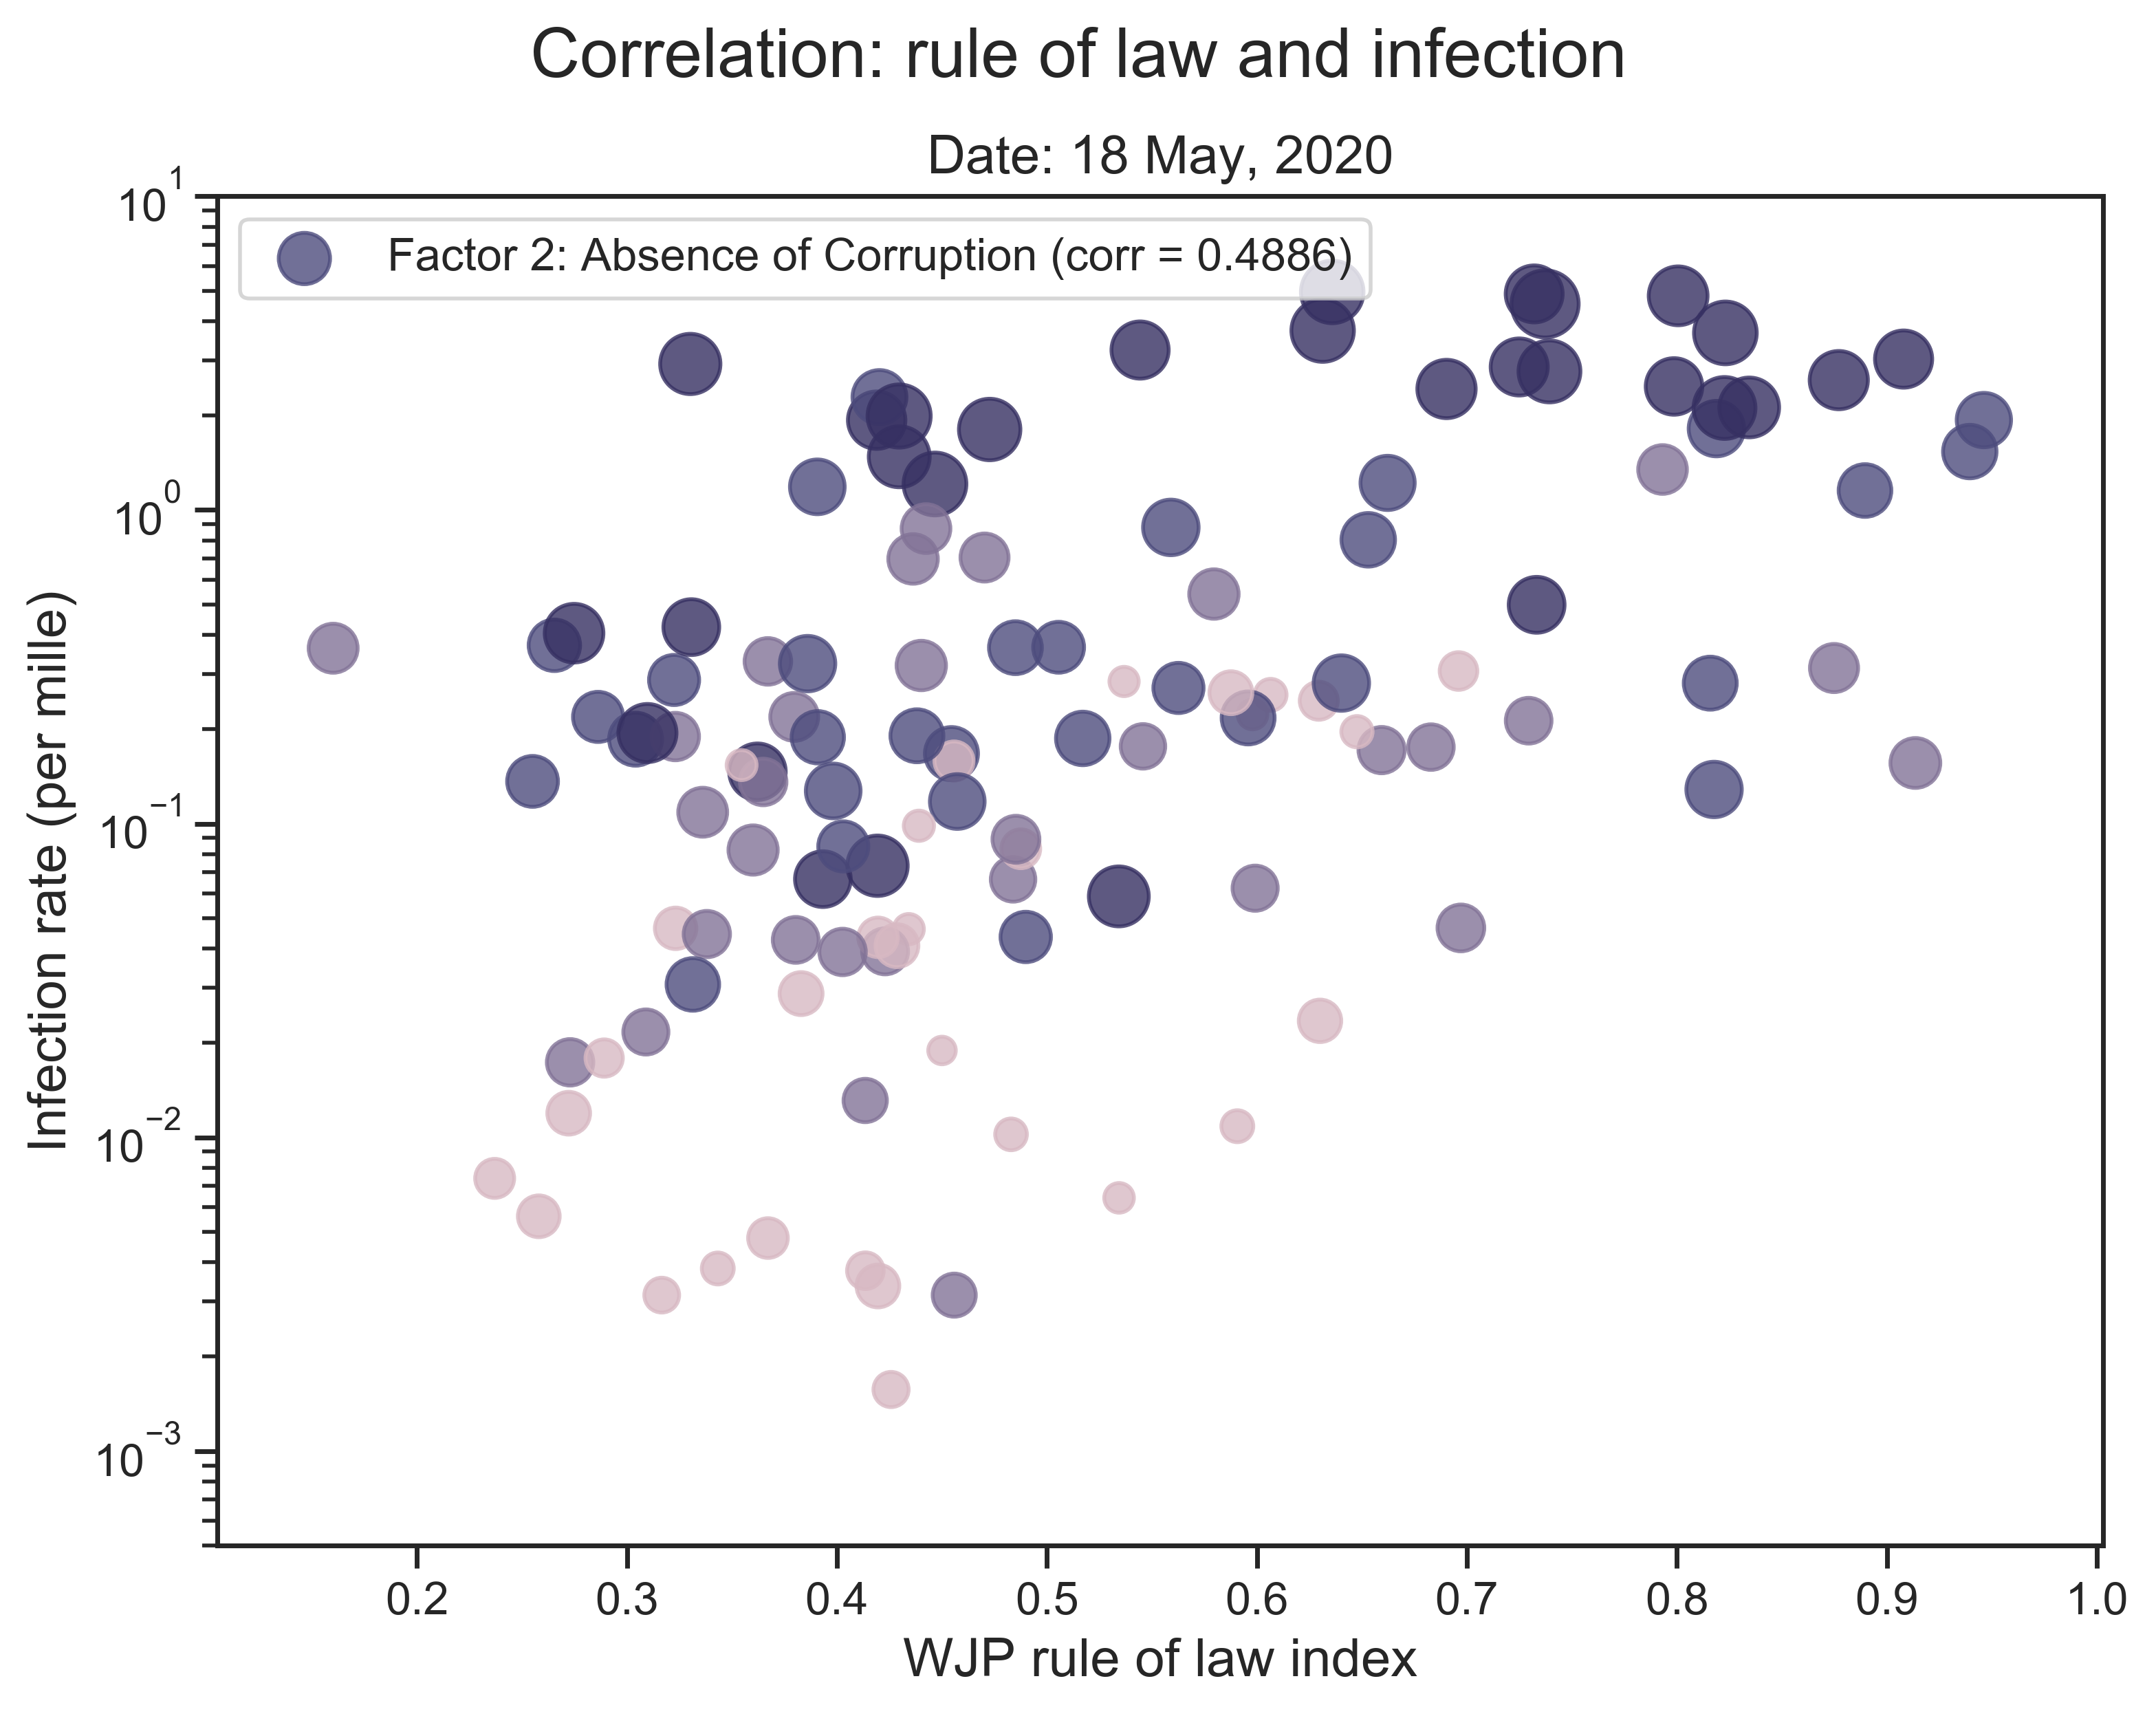 Correlation: rule of law and infection
Date: 18 May, 2020
Factor 2: Absence of Corruption (corr = 0.4886)
Infection rate (per mille)
10^1
10^0
10^−1
10^−2
10^−3
0.2 0.3 0.4 0.5 0.6 0.7 0.8 0.9 1.0
WJP rule of law index